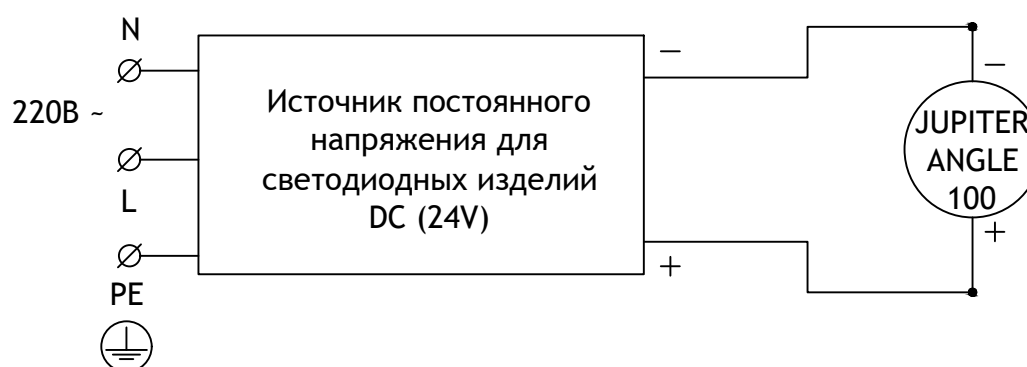 N
220В ~
L
PE
Источник постоянного
напряжения для
светодиодных изделий
DC (24V)
−
+
−
JUPITER
ANGLE
100
+